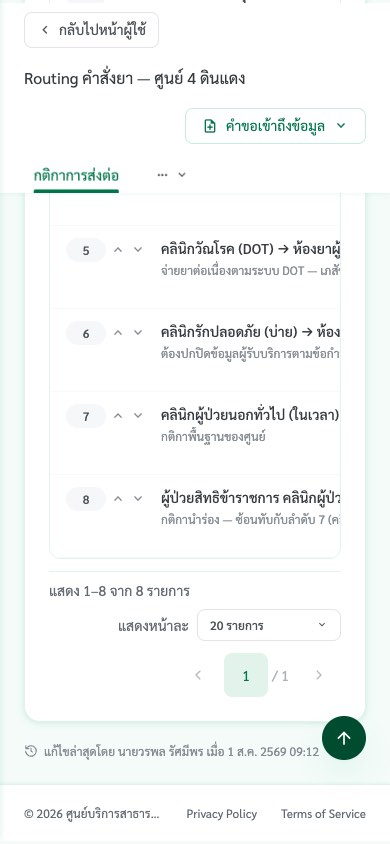 กลับไปหน้าผู้ใช้
Routing คำสั่งยา — ศูนย์ 4 ดินแดง
คำขอเข้าถึงข้อมูล
กติกาการส่งต่อ
5 คลินิกวัณโรค (DOT) → ห้องยาผู้
จ่ายยาต่อเนื่องตามระบบ DOT — เภสั
6 คลินิกรักปลอดภัย (บ่าย) → ห้อง
ต้องปกปิดข้อมูลผู้รับบริการตามข้อกำ
7 คลินิกผู้ป่วยนอกทั่วไป (ในเวลา)
กติกาพื้นฐานของศูนย์
8 ผู้ป่วยสิทธิข้าราชการ คลินิกผู้ป่ว
กติกานำร่อง — ซ้อนทับกับลำดับ 7 (ค
แสดง 1–8 จาก 8 รายการ
แสดงหน้าละ 20 รายการ
1 / 1
แก้ไขล่าสุดโดย นายวรพล รัศมีพร เมื่อ 1 ส.ค. 2569 09:12
© 2026 ศูนย์บริการสาธาร... Privacy Policy Terms of Service